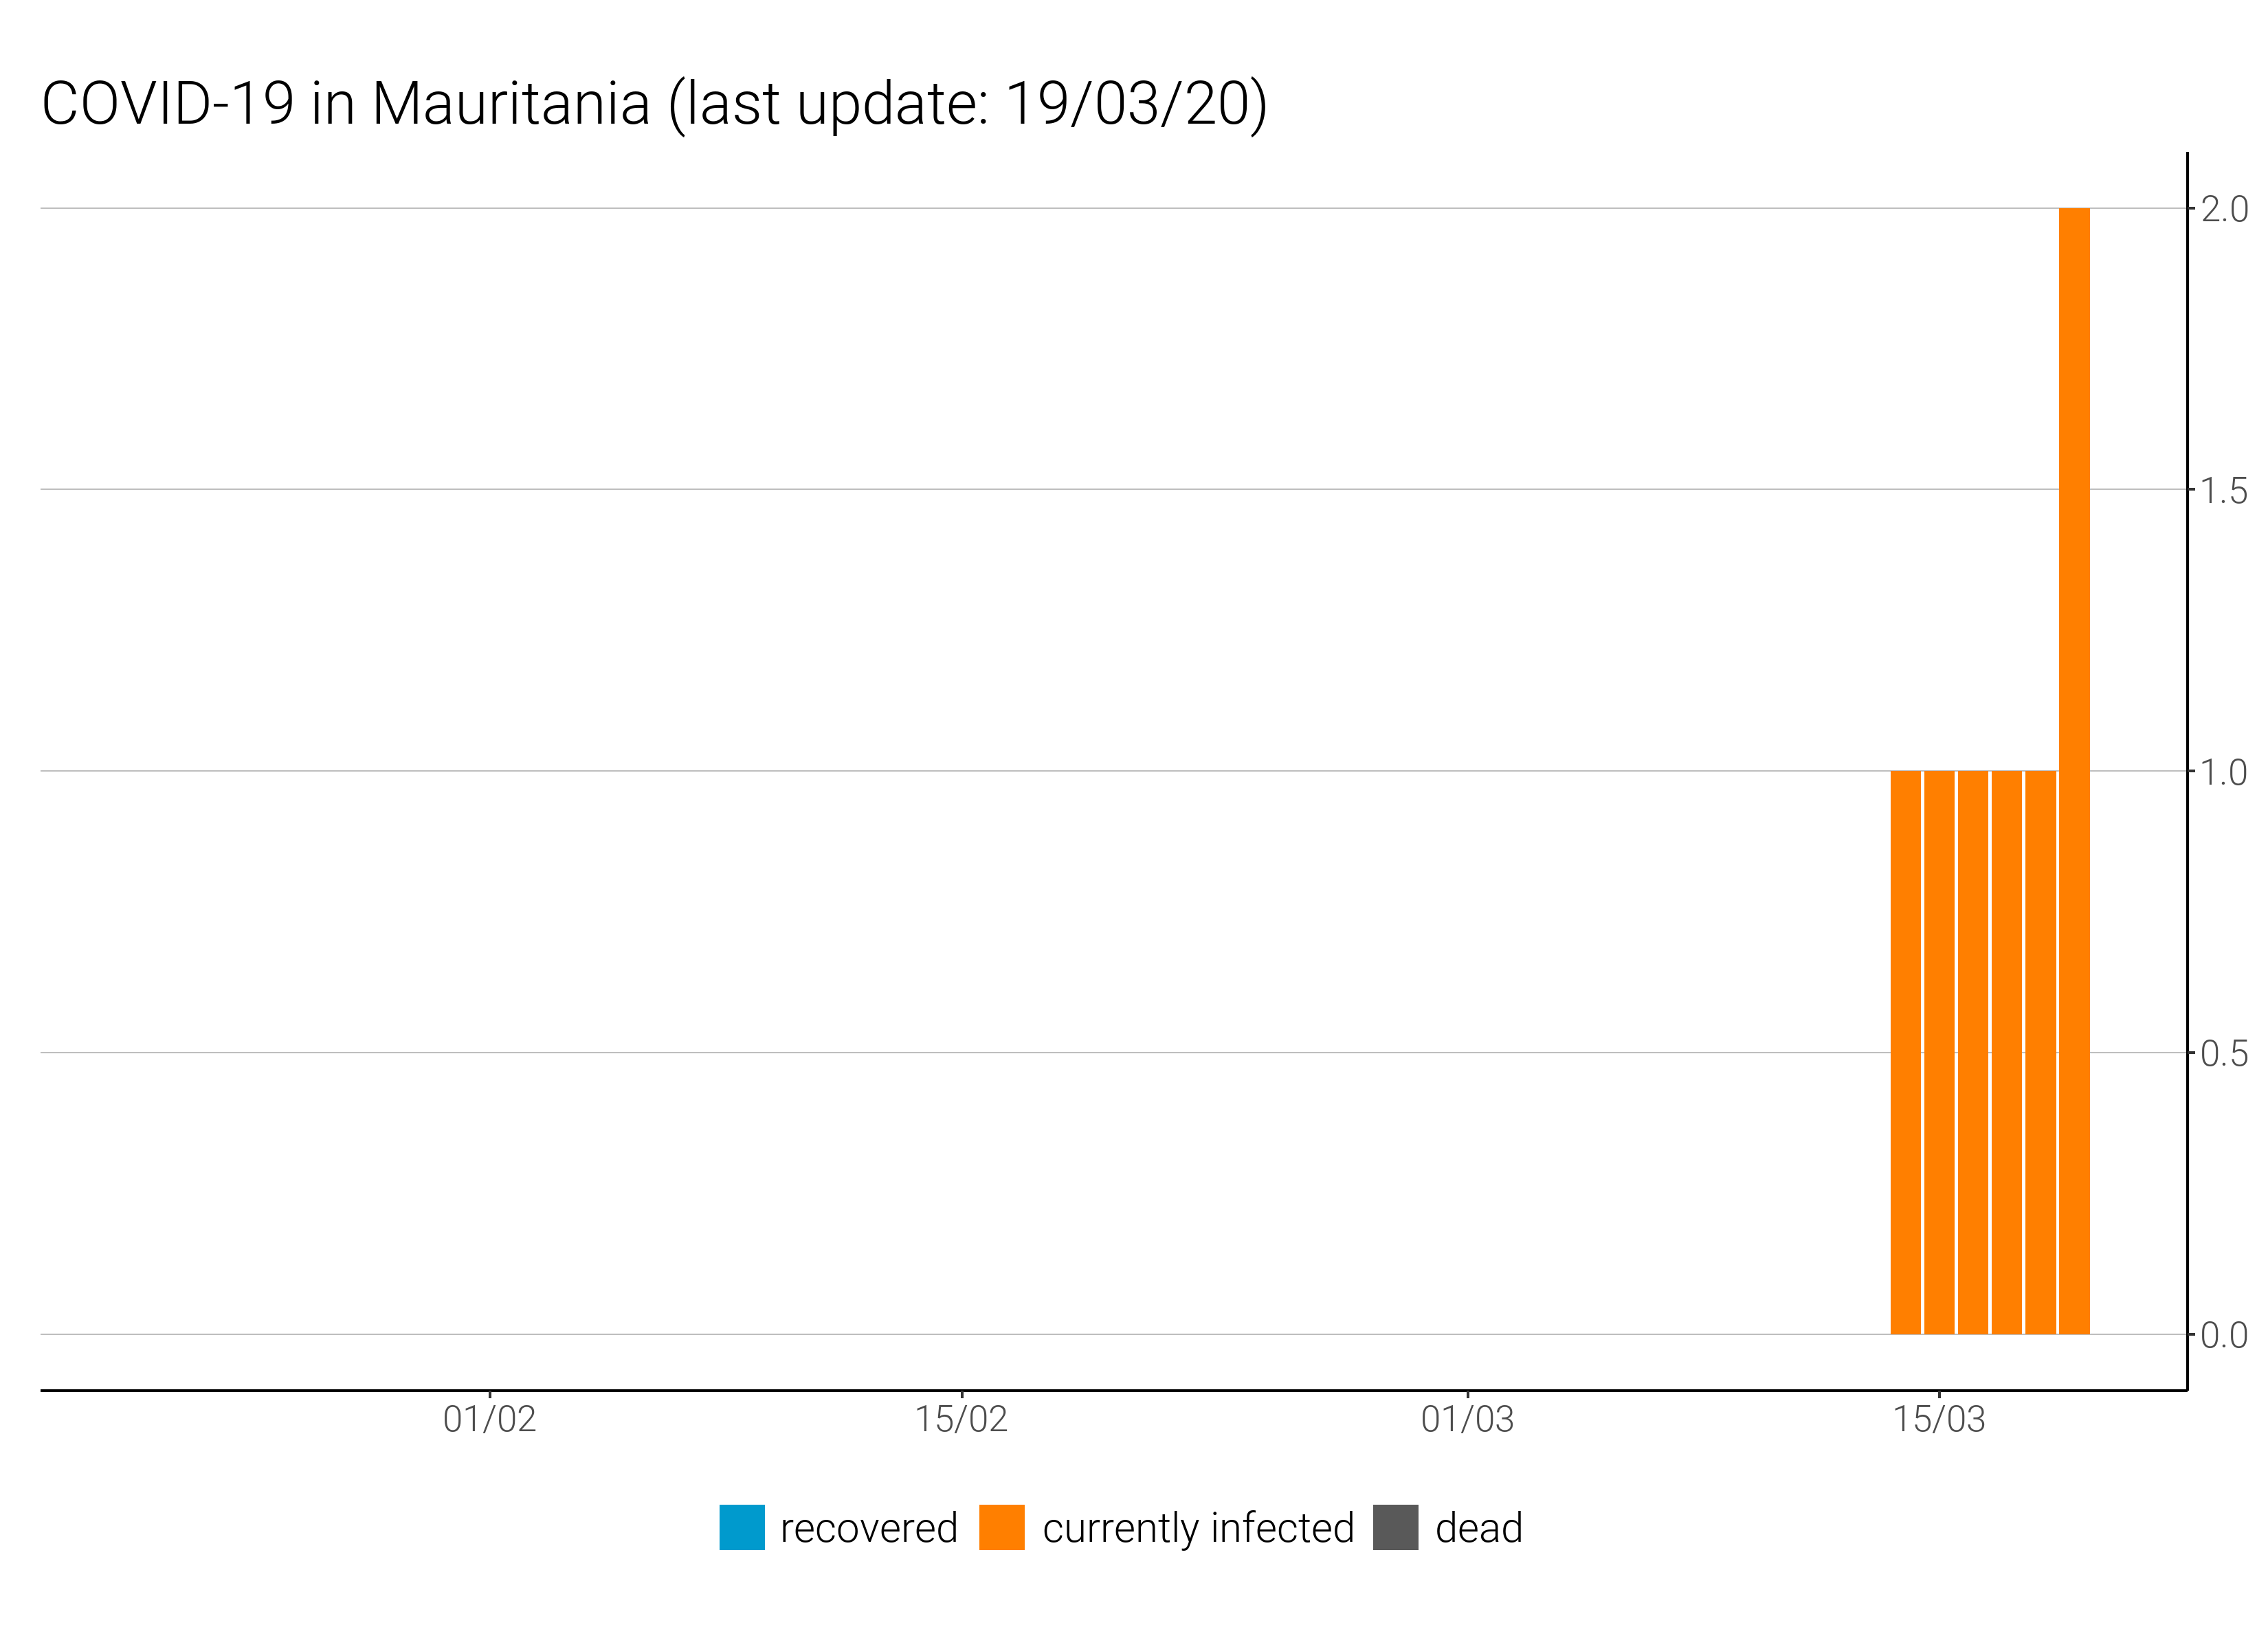 COVID-19 in Mauritania (last update: 19/03/20)
2.0
1.5
1.0
0.5
0.0
01/02 15/02 01/03 15/03
recovered currently infected dead